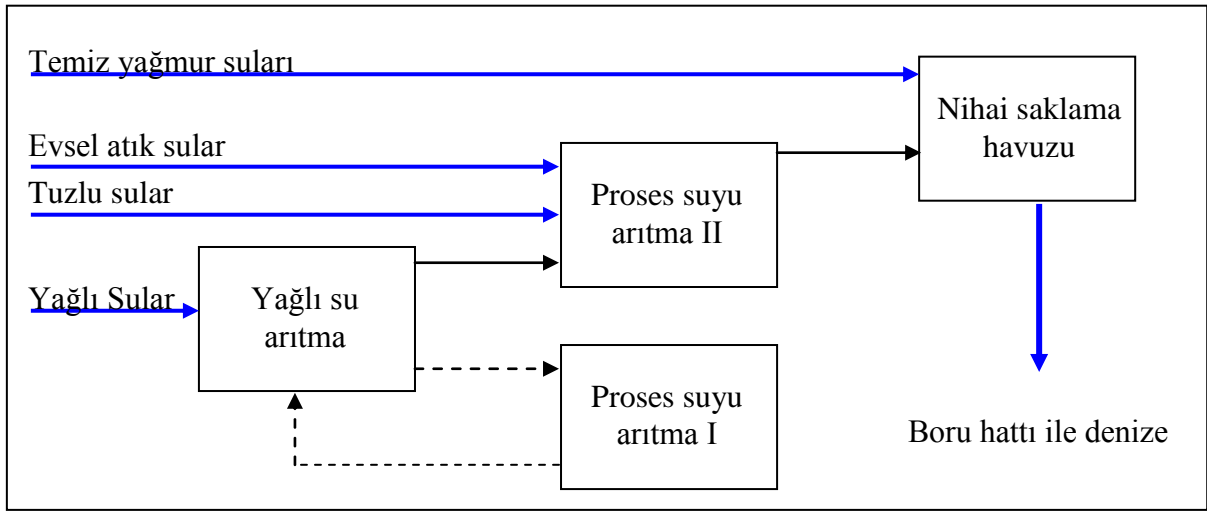 Temiz yağmur suları
Nihai saklama
havuzu
Evsel atık sular
Tuzlu sular
Proses suyu
arıtma II
Yağlı Sular
Yağlı su
arıtma
Proses suyu
arıtma I
Boru hattı ile denize